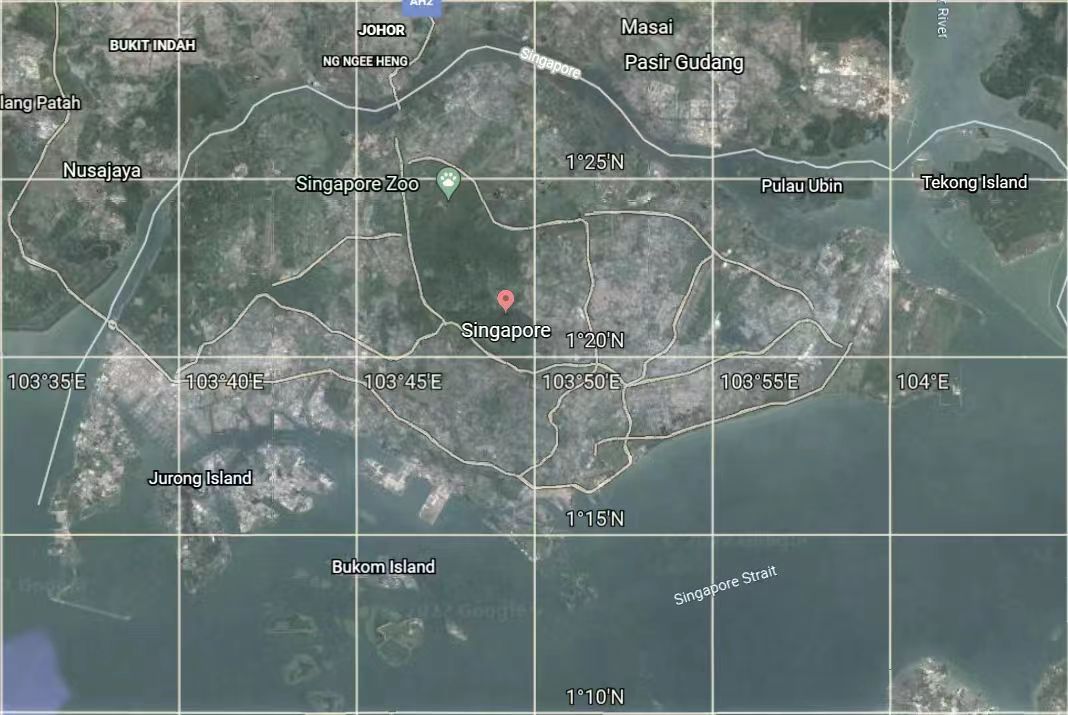 AH2
r River
Masai
JOHOR
BUKIT INDAH
Singapore
NG NGEE HENG
Pasir Gudang
lang Patah
1°25'N
Nusajaya
Singapore Zoo
Pulau Ubin
Tekong Island
Singapore
1°20'N
103°35'E
103°40'E
103°45'E
103°50'E
103°55'E
104°E
Jurong Island
1°15'N
Bukom Island
Singapore Strait
Google
1°10'N